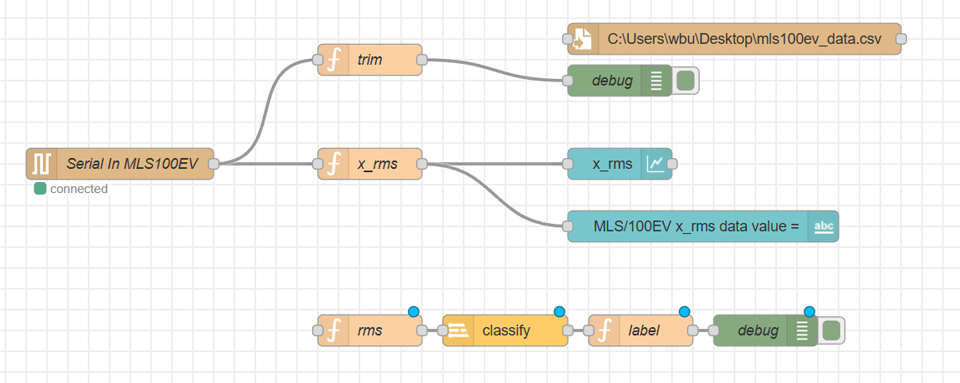 C:\Users\wbu\Desktop\mls100ev_data.csv
trim
debug
Serial In MLS100EV
x_rms
x_rms
connected
MLS/100EV x_rms data value =
abc
rms
classify
label
debug